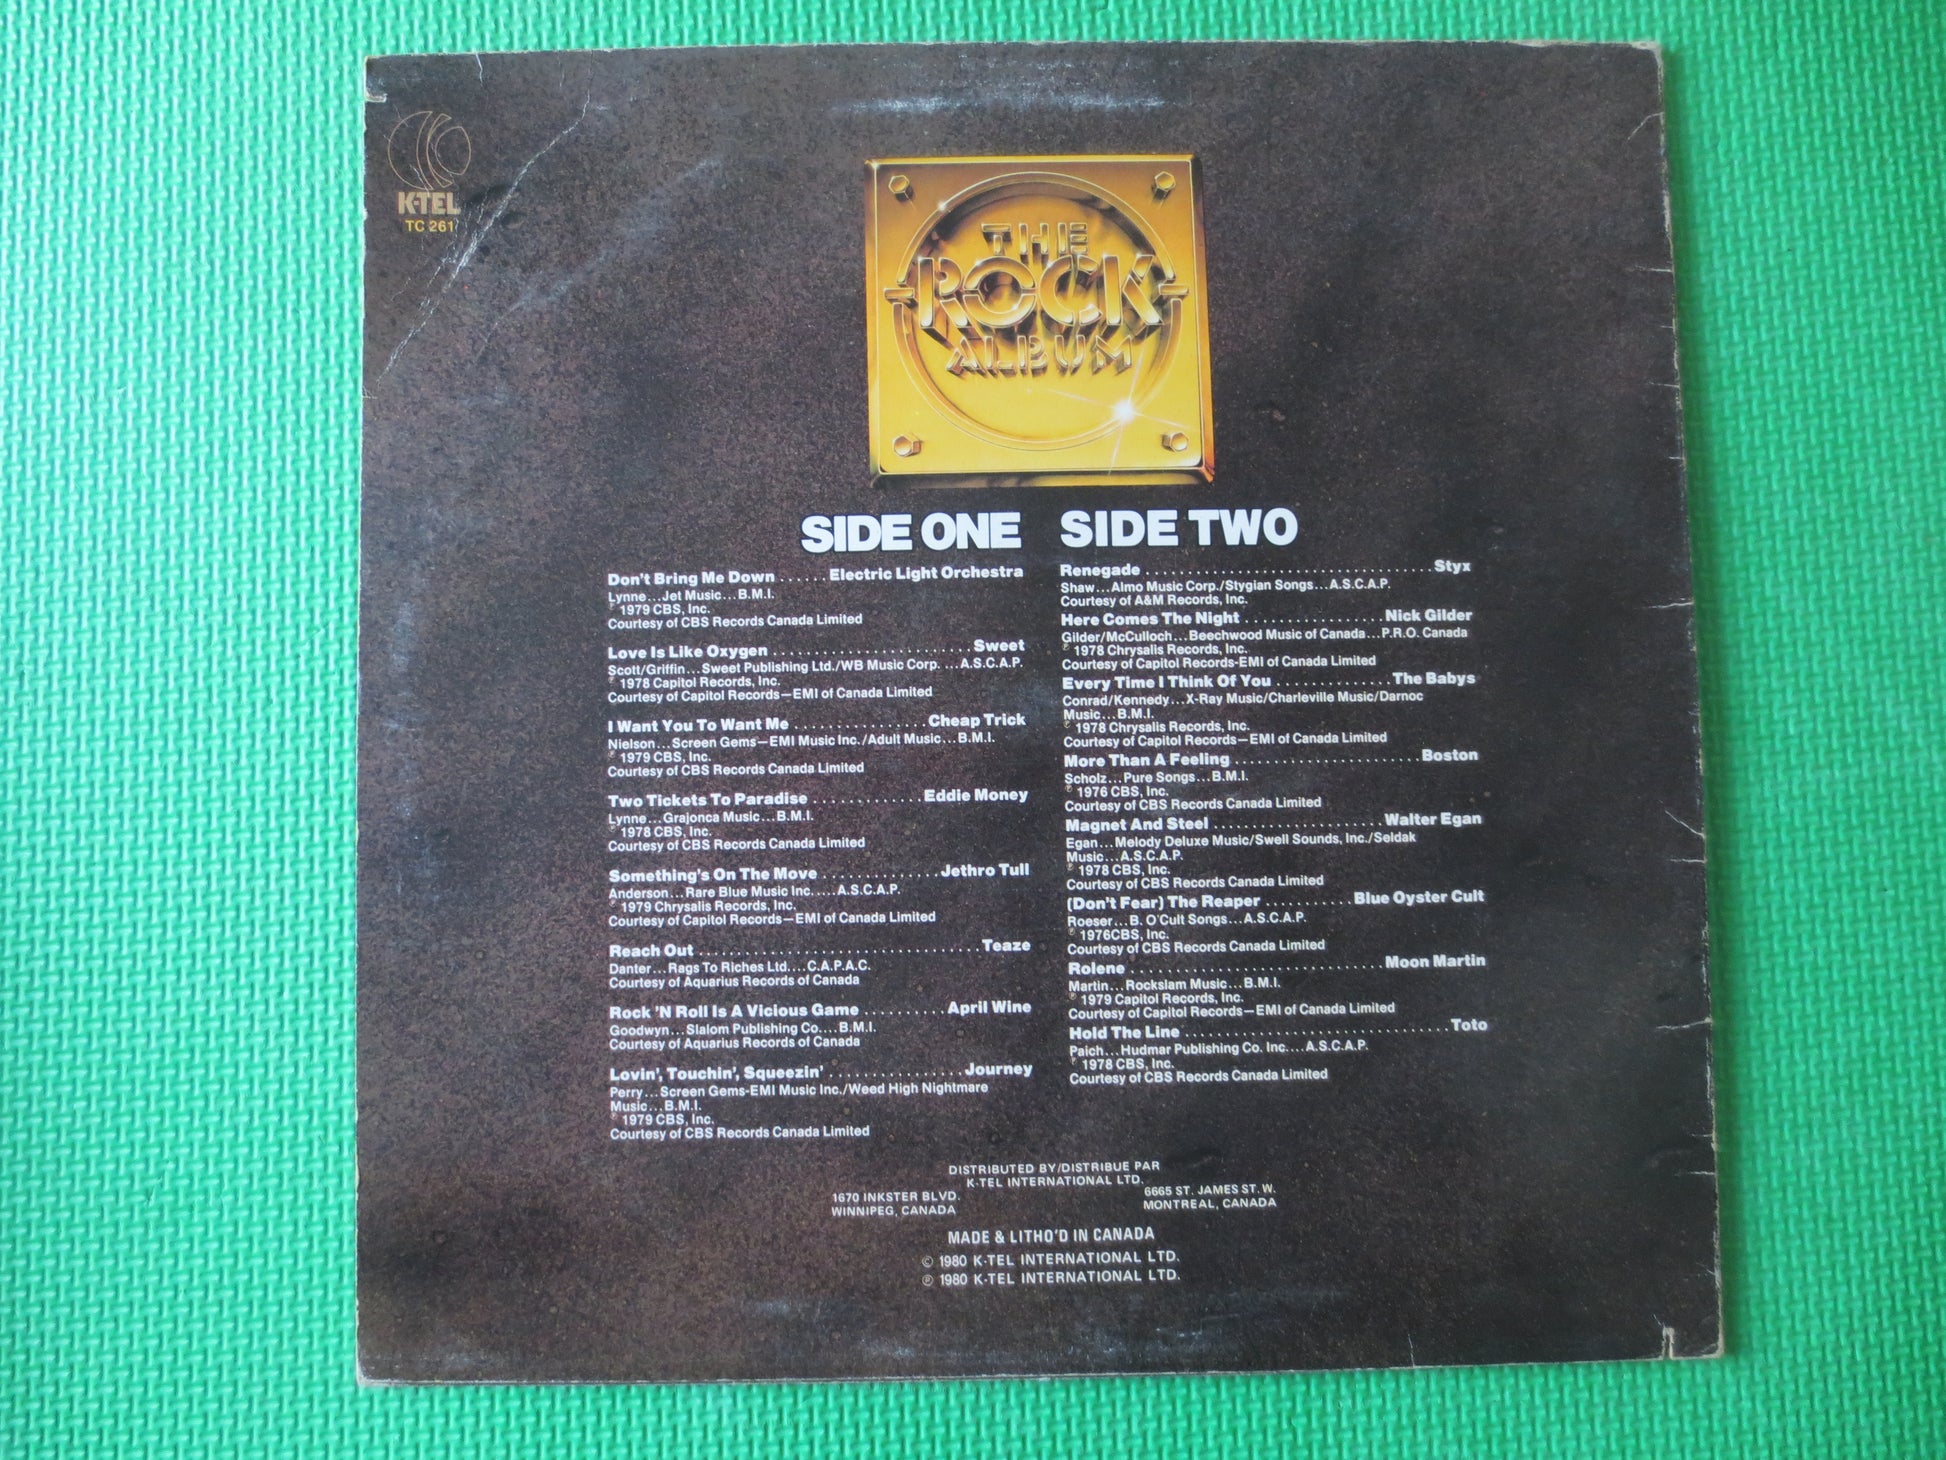 K-TEL
TC 261
THE
ROCK
ALBUM
SIDE ONE
Don't Bring Me Down ...... Electric Light Orchestra
Lynne...Jet Music...B.M.I.
℗ 1979 CBS, Inc.
Courtesy of CBS Records Canada Limited
Love Is Like Oxygen ........................ Sweet
Scott/Griffin...Sweet Publishing Ltd./WB Music Corp. ...A.S.C.A.P.
℗ 1978 Capitol Records, Inc.
Courtesy of Capitol Records—EMI of Canada Limited
I Want You To Want Me ................ Cheap Trick
Nielson...Screen Gems—EMI Music Inc./Adult Music...B.M.I.
℗ 1979 CBS, Inc.
Courtesy of CBS Records Canada Limited
Two Tickets To Paradise ............. Eddie Money
Lynne...Grajonca Music...B.M.I.
℗ 1978 CBS, Inc.
Courtesy of CBS Records Canada Limited
Something's On The Move .............. Jethro Tull
Anderson...Rare Blue Music Inc.....A.S.C.A.P.
℗ 1979 Chrysalis Records, Inc.
Courtesy of Capitol Records—EMI of Canada Limited
Reach Out .................................. Teaze
Danter...Rags To Riches Ltd....C.A.P.A.C.
Courtesy of Aquarius Records of Canada
Rock 'N Roll Is A Vicious Game .......... April Wine
Goodwyn...Slalom Publishing Co....B.M.I.
Courtesy of Aquarius Records of Canada
Lovin', Touchin', Squeezin' ................ Journey
Perry...Screen Gems-EMI Music Inc./Weed High Nightmare
Music...B.M.I.
℗ 1979 CBS, Inc.
Courtesy of CBS Records Canada Limited
SIDE TWO
Renegade .................................. Styx
Shaw...Almo Music Corp./Stygian Songs...A.S.C.A.P.
Courtesy of A&M Records, Inc.
Here Comes The Night ................. Nick Gilder
Gilder/McCulloch...Beechwood Music of Canada...P.R.O. Canada
℗ 1978 Chrysalis Records, Inc.
Courtesy of Capitol Records-EMI of Canada Limited
Every Time I Think Of You .............. The Babys
Conrad/Kennedy...X-Ray Music/Charleville Music/Darnoc
Music...B.M.I.
℗ 1978 Chrysalis Records, Inc.
Courtesy of Capitol Records—EMI of Canada Limited
More Than A Feeling ...................... Boston
Scholz...Pure Songs...B.M.I.
℗ 1976 CBS, Inc.
Courtesy of CBS Records Canada Limited
Magnet And Steel .................... Walter Egan
Egan...Melody Deluxe Music/Swell Sounds, Inc./Seldak
Music...A.S.C.A.P.
℗ 1978 CBS, Inc.
Courtesy of CBS Records Canada Limited
(Don't Fear) The Reaper ........... Blue Oyster Cult
Roeser...B. O'Cult Songs...A.S.C.A.P.
℗ 1976CBS, Inc.
Courtesy of CBS Records Canada Limited
Rolene .............................. Moon Martin
Martin...Rockslam Music...B.M.I.
℗ 1979 Capitol Records, Inc.
Courtesy of Capitol Records—EMI of Canada Limited
Hold The Line ................................ Toto
Paich...Hudmar Publishing Co. Inc....A.S.C.A.P.
℗ 1978 CBS, Inc.
Courtesy of CBS Records Canada Limited
DISTRIBUTED BY/DISTRIBUE PAR
K-TEL INTERNATIONAL LTD.
1670 INKSTER BLVD.
WINNIPEG, CANADA
6665 ST. JAMES ST. W.
MONTREAL, CANADA
MADE & LITHO'D IN CANADA
© 1980 K-TEL INTERNATIONAL LTD.
℗ 1980 K-TEL INTERNATIONAL LTD.